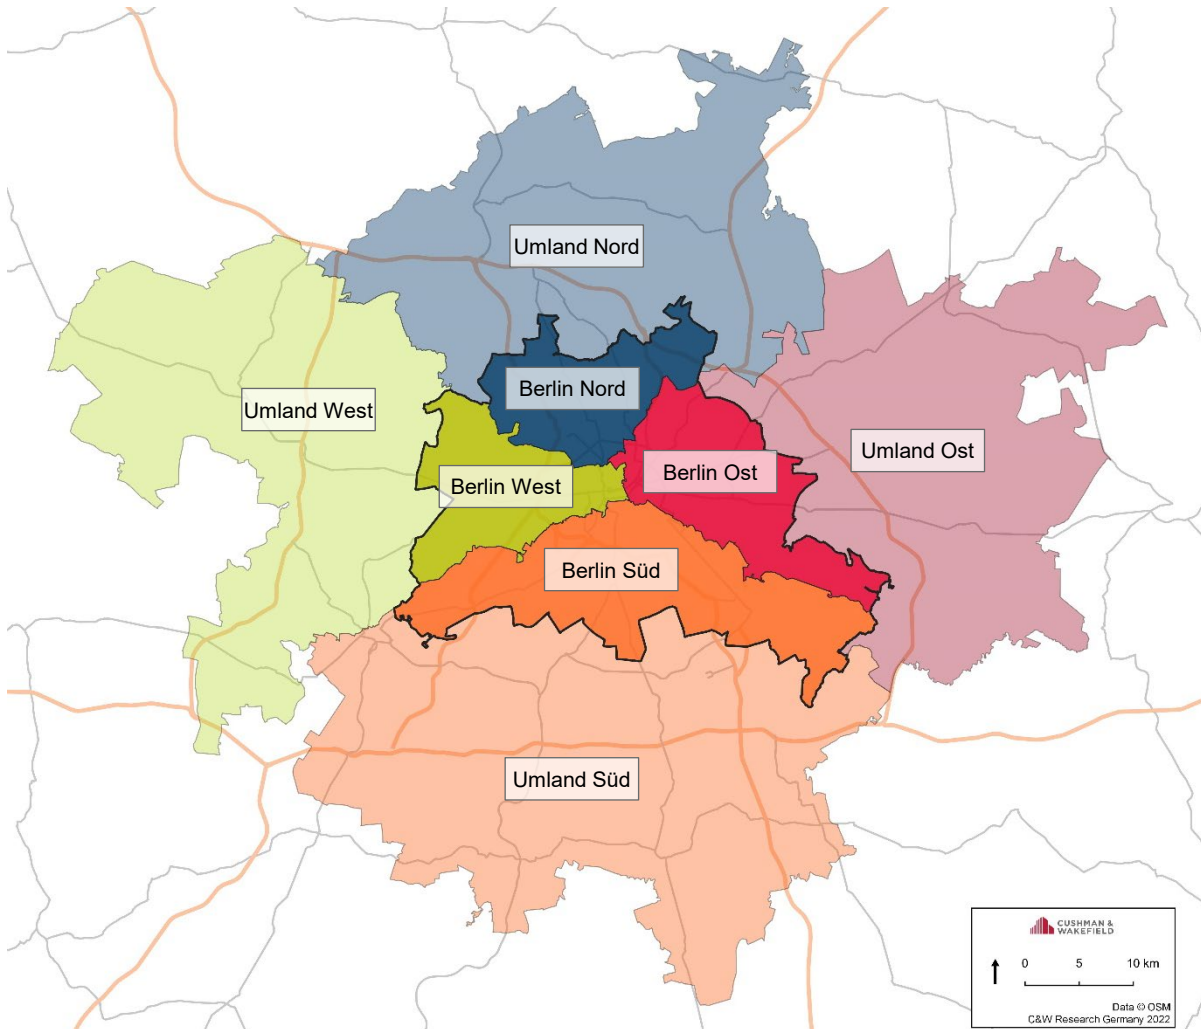 Umland Nord
Berlin Nord
Umland West
Umland Ost
Berlin West
Berlin Ost
Berlin Süd
Umland Süd
CUSHMAN &
WAKEFIELD
0 5 10 km
Data © OSM
C&W Research Germany 2022